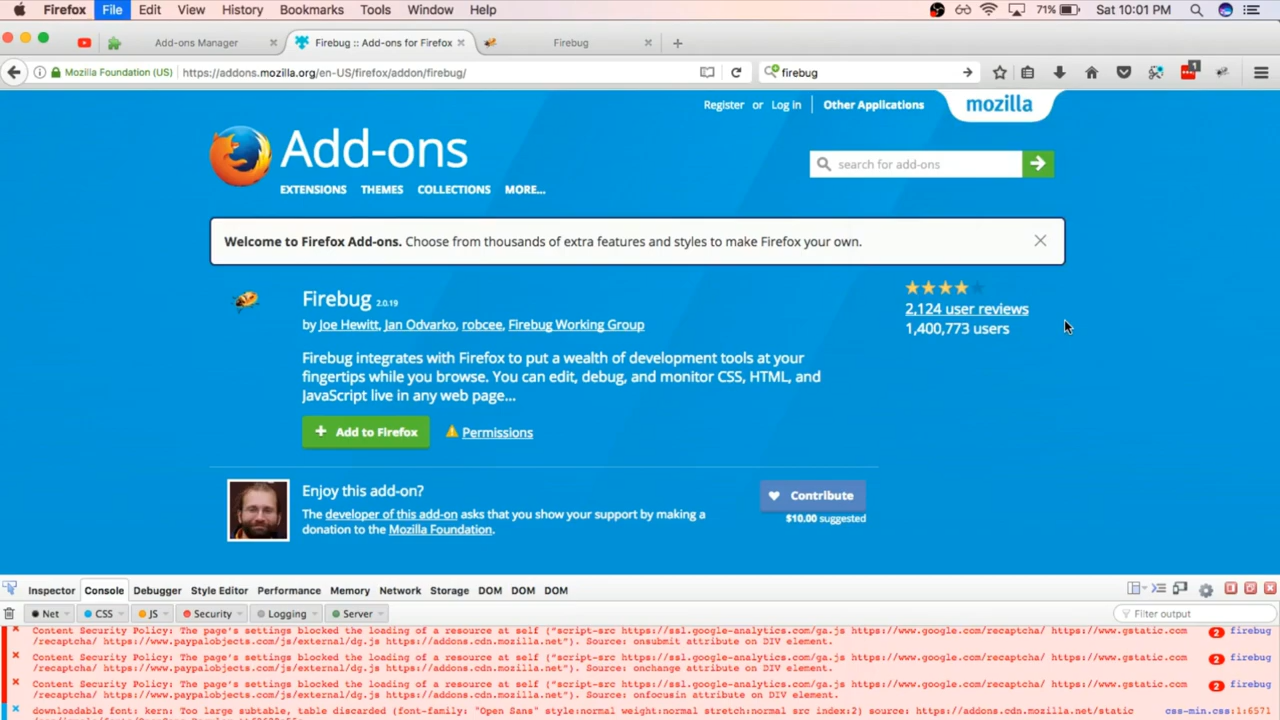 Firefox File Edit View History Bookmarks Tools Window Help 71% Sat 10:01 PM
Add-ons Manager Firebug :: Add-ons for Firefox Firebug
Mozilla Foundation (US) https://addons.mozilla.org/en-US/firefox/addon/firebug/ firebug 1
Register or Log in Other Applications mozilla
Add-ons
search for add-ons
EXTENSIONS THEMES COLLECTIONS MORE...
Welcome to Firefox Add-ons. Choose from thousands of extra features and styles to make Firefox your own.
Firebug 2.0.19
by Joe Hewitt, Jan Odvarko, robcee, Firebug Working Group
Firebug integrates with Firefox to put a wealth of development tools at your
fingertips while you browse. You can edit, debug, and monitor CSS, HTML, and
JavaScript live in any web page...
2,124 user reviews
1,400,773 users
+ Add to Firefox Permissions
Enjoy this add-on?
The developer of this add-on asks that you show your support by making a
donation to the Mozilla Foundation.
Contribute
$10.00 suggested
Inspector Console Debugger Style Editor Performance Memory Network Storage DOM DOM DOM
Net CSS JS Security Logging Server Filter output
Content Security Policy: The page's settings blocked the loading of a resource at self ("script-src https://ssl.google-analytics.com/ga.js https://www.google.com/recaptcha/ https://www.gstatic.com 2 firebug
/recaptcha/ https://www.paypalobjects.com/js/external/dg.js https://addons.cdn.mozilla.net"). Source: onsubmit attribute on DIV element.
Content Security Policy: The page's settings blocked the loading of a resource at self ("script-src https://ssl.google-analytics.com/ga.js https://www.google.com/recaptcha/ https://www.gstatic.com 2 firebug
/recaptcha/ https://www.paypalobjects.com/js/external/dg.js https://addons.cdn.mozilla.net"). Source: onchange attribute on DIV element.
Content Security Policy: The page's settings blocked the loading of a resource at self ("script-src https://ssl.google-analytics.com/ga.js https://www.google.com/recaptcha/ https://www.gstatic.com 2 firebug
/recaptcha/ https://www.paypalobjects.com/js/external/dg.js https://addons.cdn.mozilla.net"). Source: onfocusin attribute on DIV element.
downloadable font: kern: Too large subtable, table discarded (font-family: "Open Sans" style:normal weight:normal stretch:normal src index:2) source: https://addons.cdn.mozilla.net/static css-min.css:1:6571